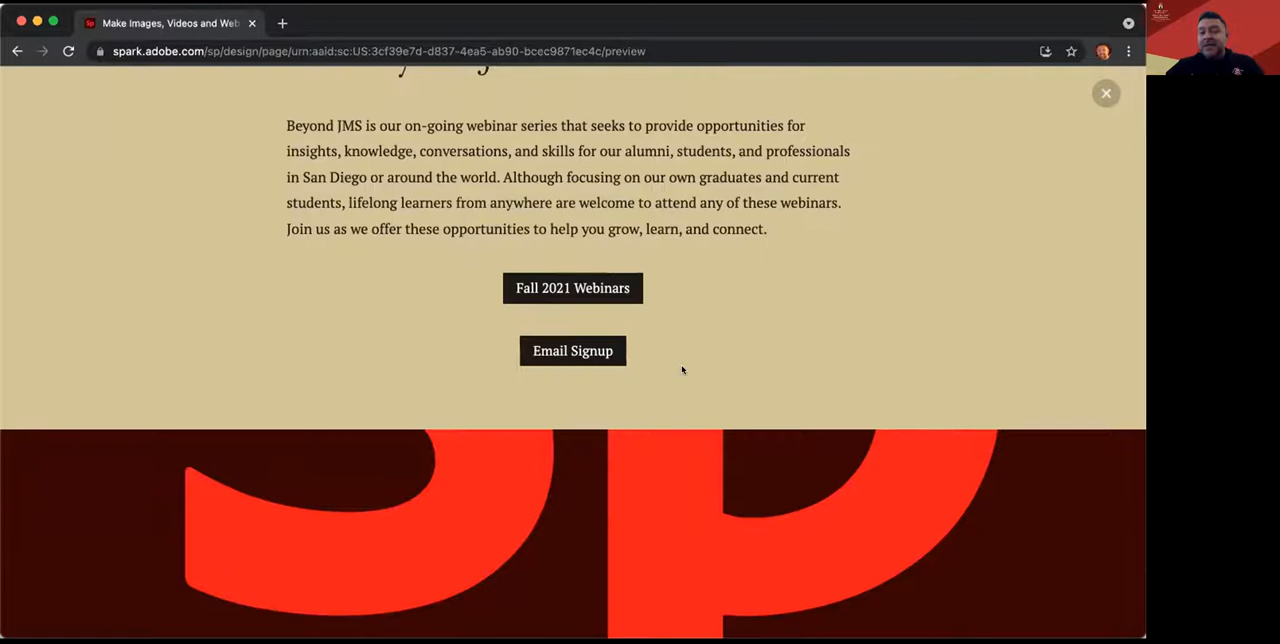 Make Images, Videos and Web
spark.adobe.com/sp/design/page/urn:aaid:sc:US:3cf39e7d-d837-4ea5-ab90-bcec9871ec4c/preview
Beyond JMS is our on-going webinar series that seeks to provide opportunities for
insights, knowledge, conversations, and skills for our alumni, students, and professionals
in San Diego or around the world. Although focusing on our own graduates and current
students, lifelong learners from anywhere are welcome to attend any of these webinars.
Join us as we offer these opportunities to help you grow, learn, and connect.
Fall 2021 Webinars
Email Signup
Sp